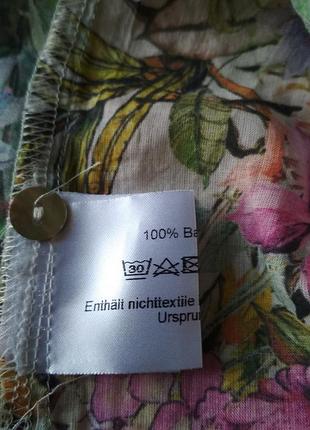 100% Ba
30
Enthält nichttextile
Ursprun